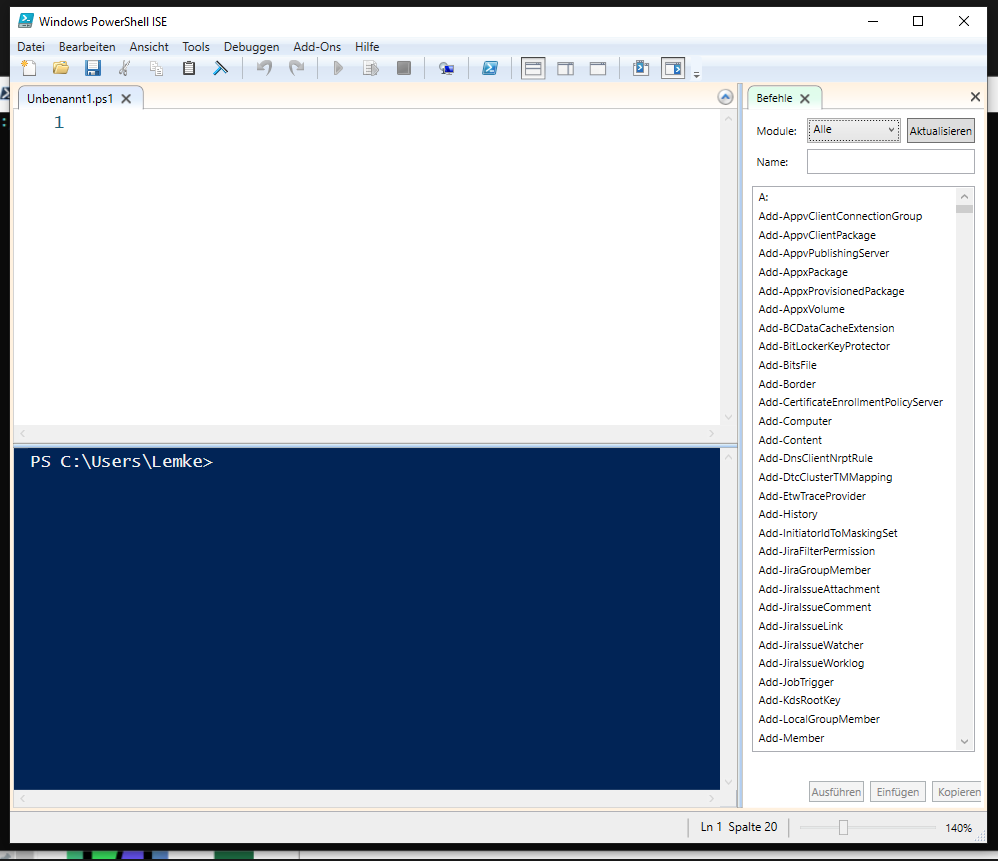 Windows PowerShell ISE
Datei Bearbeiten Ansicht Tools Debuggen Add-Ons Hilfe
Unbenannt1.ps1
1
PS C:\Users\Lemke>
Befehle
Module: Alle Aktualisieren
Name:
A:
Add-AppvClientConnectionGroup
Add-AppvClientPackage
Add-AppvPublishingServer
Add-AppxPackage
Add-AppxProvisionedPackage
Add-AppxVolume
Add-BCDataCacheExtension
Add-BitLockerKeyProtector
Add-BitsFile
Add-Border
Add-CertificateEnrollmentPolicyServer
Add-Computer
Add-Content
Add-DnsClientNrptRule
Add-DtcClusterTMMapping
Add-EtwTraceProvider
Add-History
Add-InitiatorIdToMaskingSet
Add-JiraFilterPermission
Add-JiraGroupMember
Add-JiraIssueAttachment
Add-JiraIssueComment
Add-JiraIssueLink
Add-JiraIssueWatcher
Add-JiraIssueWorklog
Add-JobTrigger
Add-KdsRootKey
Add-LocalGroupMember
Add-Member
Ausführen Einfügen Kopieren
Ln 1 Spalte 20 140%